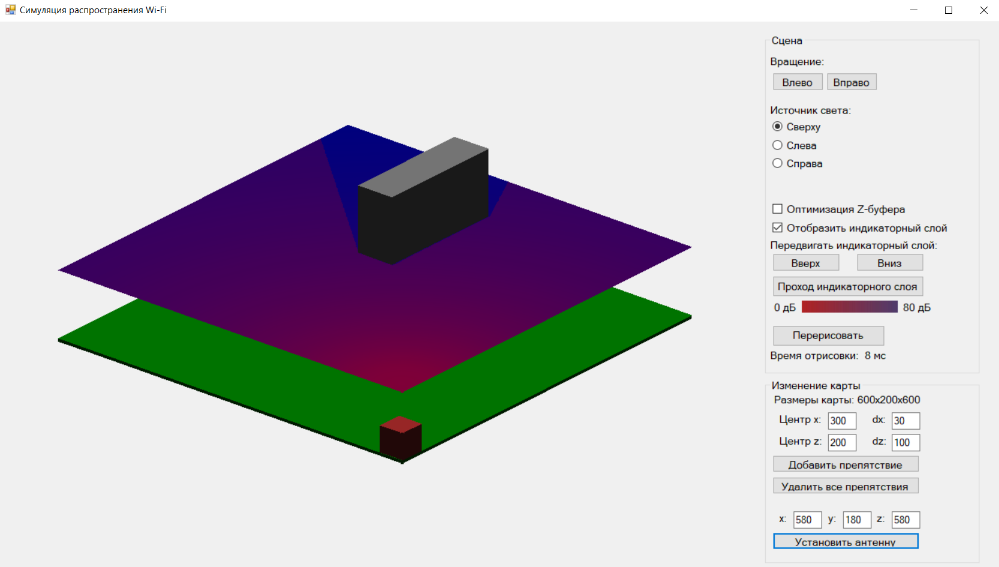 Симуляция распространения Wi-Fi
Сцена
Вращение:
Влево Вправо
Источник света:
Сверху
Слева
Справа
Оптимизация Z-буфера
Отобразить индикаторный слой
Передвигать индикаторный слой:
Вверх Вниз
Проход индикаторного слоя
0 дБ 80 дБ
Перерисовать
Время отрисовки: 8 мс
Изменение карты
Размеры карты: 600x200x600
Центр x: 300 dx: 30
Центр z: 200 dz: 100
Добавить препятствие
Удалить все препятствия
x: 580 y: 180 z: 580
Установить антенну